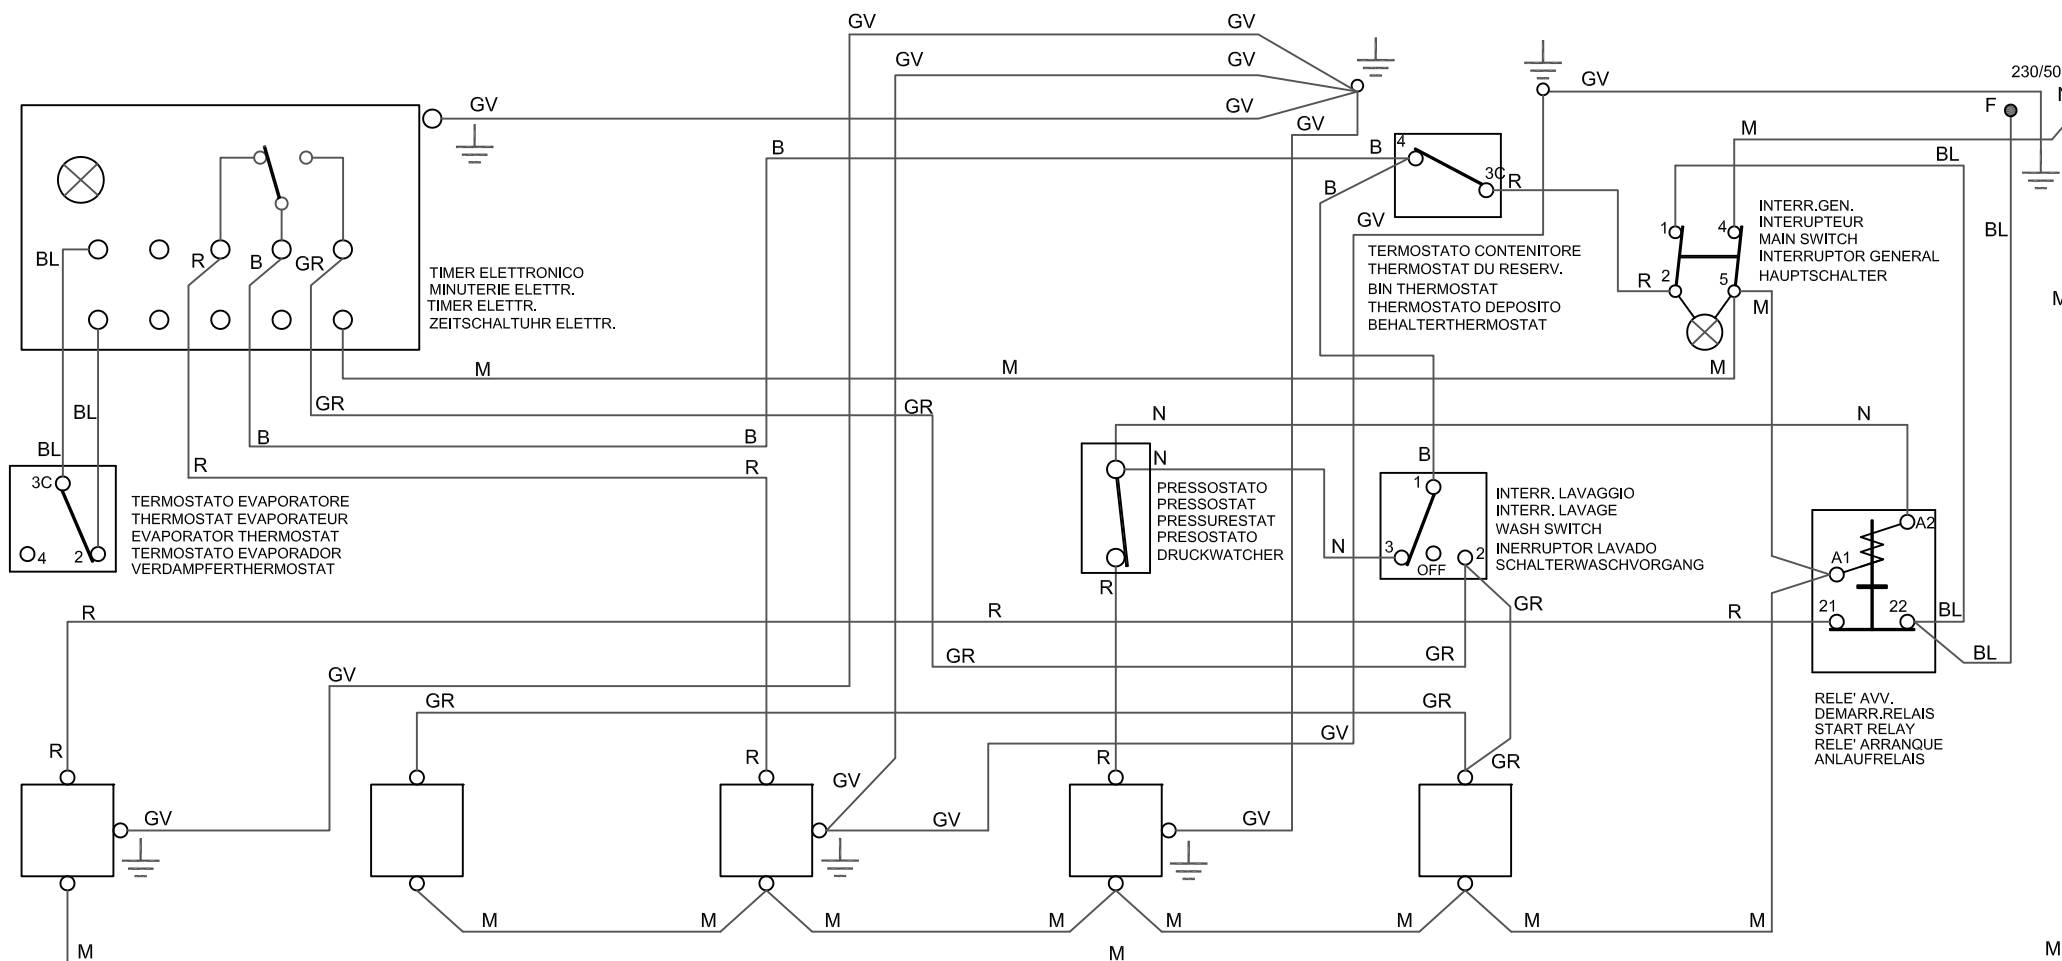 GV
GV
GV
GV
230/50
GV
N
GV
GV
F
GV
M
B
B
4
BL
3C
R
B
GV
INTERR.GEN.
INTERUPTEUR
MAIN SWITCH
INTERRUPTOR GENERAL
HAUPTSCHALTER
1
4
BL
TERMOSTATO CONTENITORE
THERMOSTAT DU RESERV.
BIN THERMOSTAT
THERMOSTATO DEPOSITO
BEHALTERTHERMOSTAT
BL
R
B
GR
TIMER ELETTRONICO
MINUTERIE ELETTR.
TIMER ELETTR.
ZEITSCHALTUHR ELETTR.
R
2
5
M
M
M
M
M
BL
GR
GR
N
N
B
B
BL
R
R
N
B
3C
4
2
TERMOSTATO EVAPORATORE
THERMOSTAT EVAPORATEUR
EVAPORATOR THERMOSTAT
TERMOSTATO EVAPORADOR
VERDAMPFERTHERMOSTAT
PRESSOSTATO
PRESSOSTAT
PRESSURESTAT
PRESOSTATO
DRUCKWATCHER
1
N
3
OFF
2
INTERR. LAVAGGIO
INTERR. LAVAGE
WASH SWITCH
INERRUPTOR LAVADO
SCHALTERWASCHVORGANG
A2
A1
R
GR
R
R
R
21
22
BL
GR
GR
BL
GV
GR
GR
RELE' AVV.
DEMARR.RELAIS
START RELAY
RELE' ARRANQUE
ANLAUFRELAIS
GV
R
R
R
GR
GV
GV
GV
GV
M
M
M
M
M
M
M
M
M
M
M